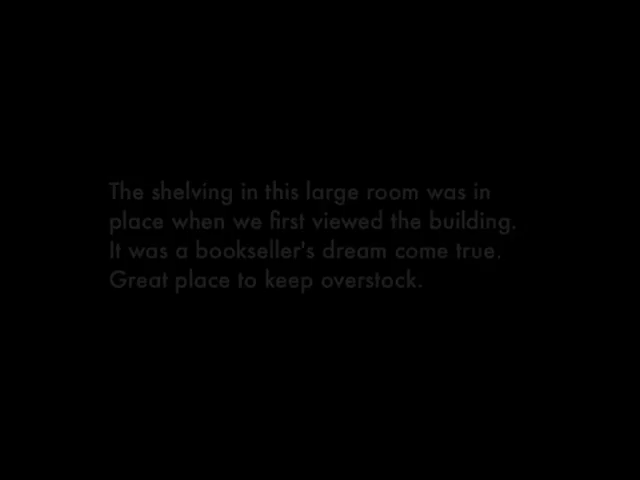 The shelving in this large room was in
place when we first viewed the building.
It was a bookseller's dream come true.
Great place to keep overstock.